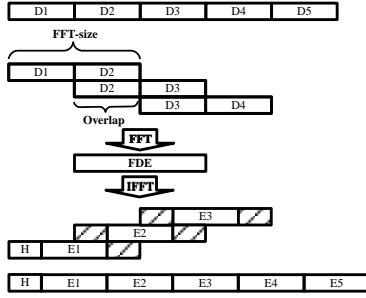 D1 D2 D3 D4 D5
FFT-size
D1 D2
D2 D3
D3 D4
Overlap
FFT
FDE
IFFT
E3
E2
H E1
H E1 E2 E3 E4 E5